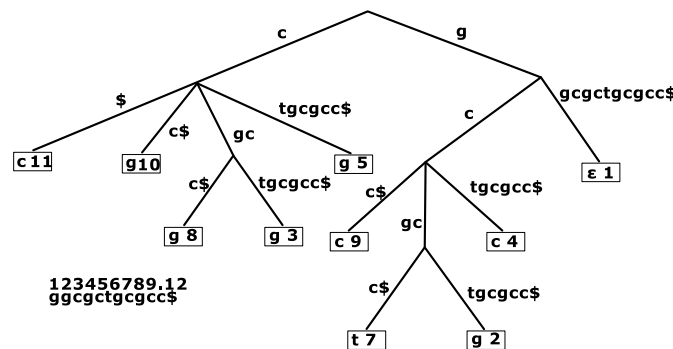 c
g
$
c$
gc
tgcgcc$
c
gcgctgcgcc$
c 11
g10
g 5
ε 1
c$
tgcgcc$
c$
gc
tgcgcc$
g 8
g 3
c 9
c 4
123456789.12
ggcgctgcgcc$
c$
tgcgcc$
t 7
g 2